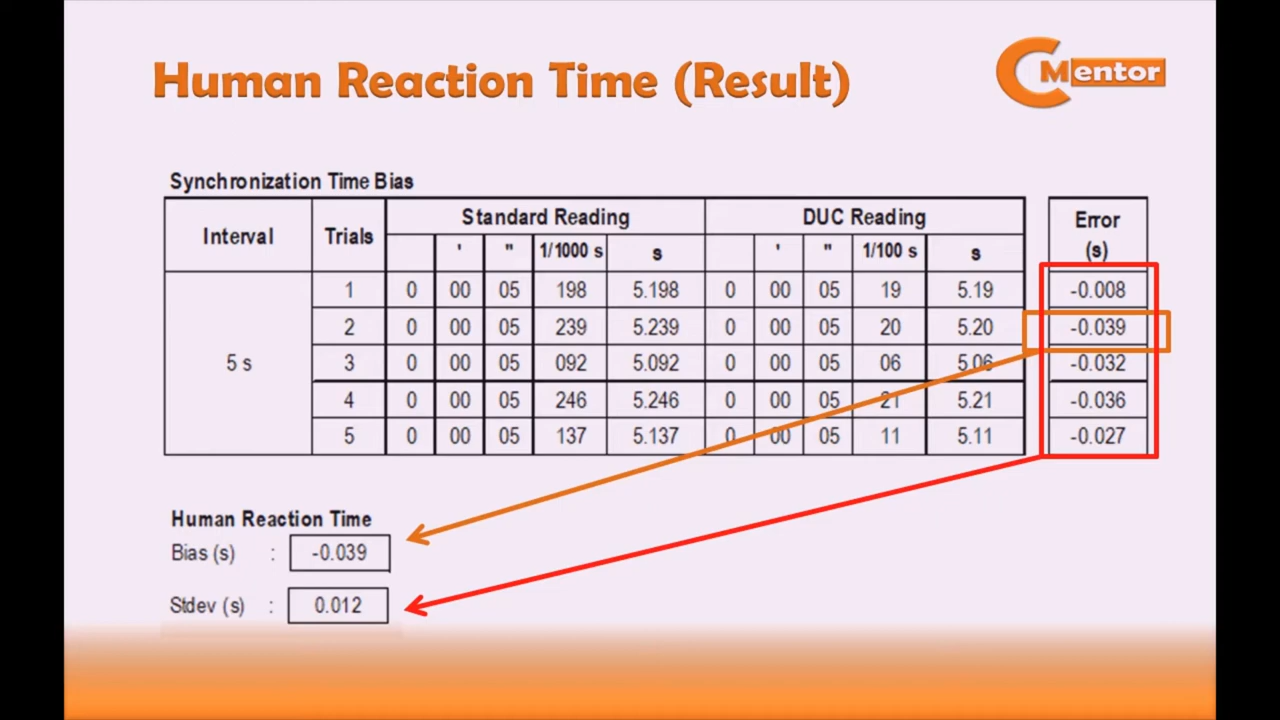 Human Reaction Time (Result)
C Mentor
Synchronization Time Bias
Interval Trials Standard Reading DUC Reading Error (s)
' " 1/1000 s s ' " 1/100 s s
5 s
1 0 00 05 198 5.198 0 00 05 19 5.19 -0.008
2 0 00 05 239 5.239 0 00 05 20 5.20 -0.039
3 0 00 05 092 5.092 0 00 05 06 5.06 -0.032
4 0 00 05 246 5.246 0 00 05 21 5.21 -0.036
5 0 00 05 137 5.137 0 00 05 11 5.11 -0.027
Human Reaction Time
Bias (s) : -0.039
Stdev (s) : 0.012